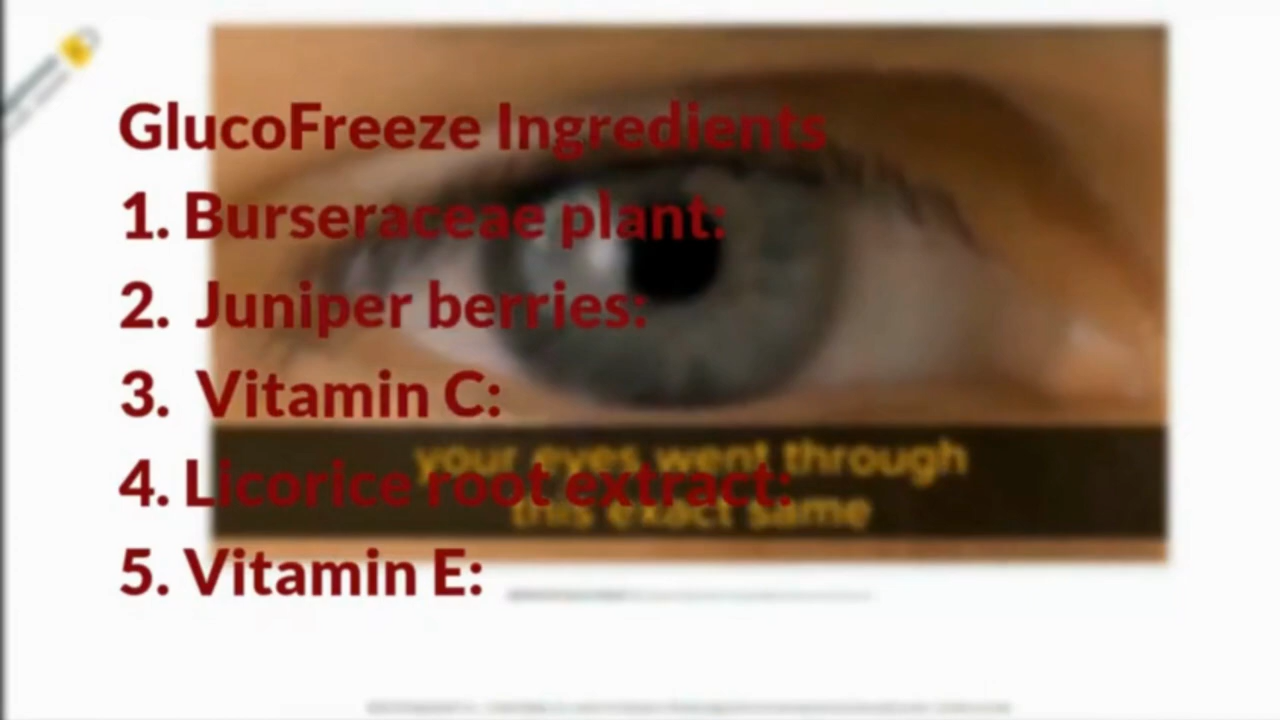 GlucoFreeze Ingredients
1. Burseraceae plant:
2. Juniper berries:
3. Vitamin C:
your eyes went through
4. Licorice root extract:
this exact same
5. Vitamin E: